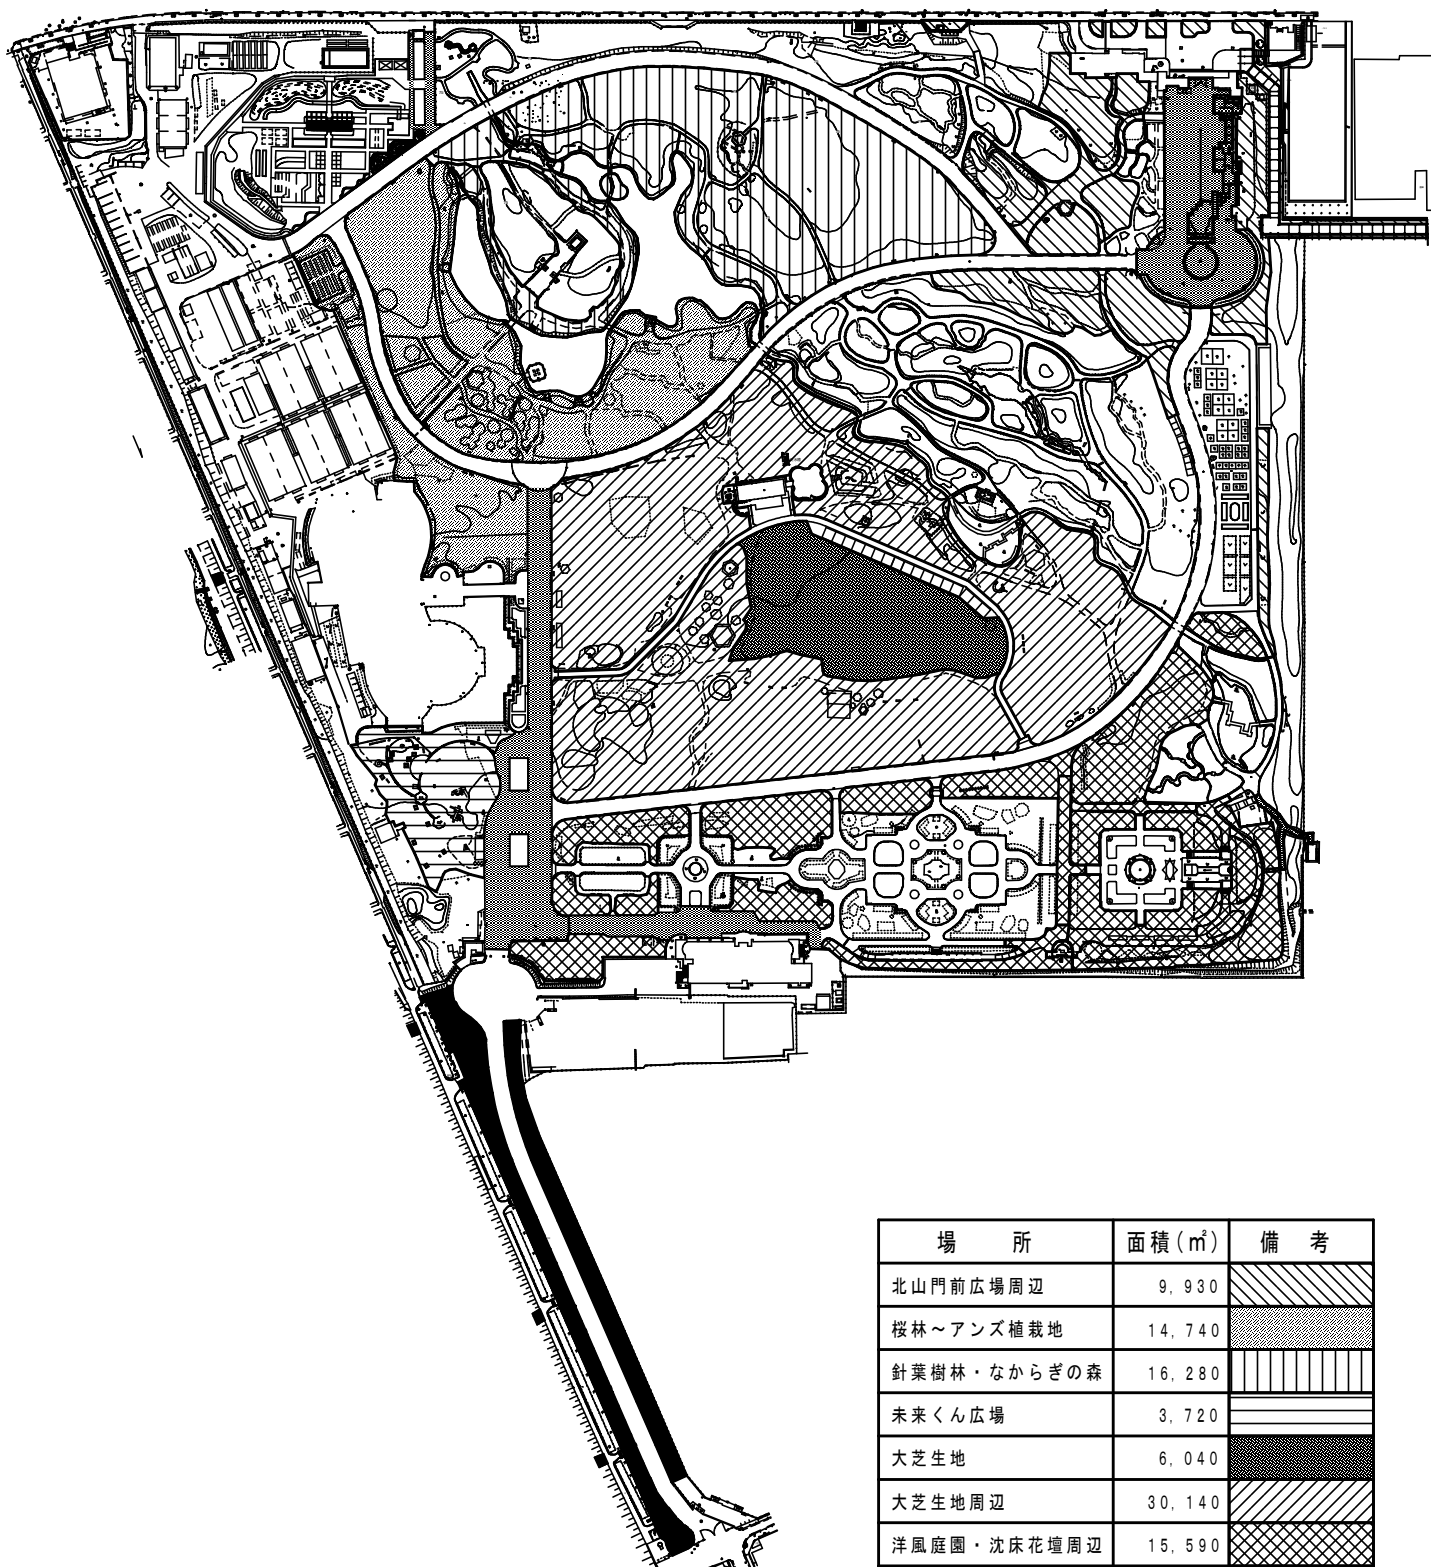 場 所 面積(㎡) 備 考
北山門前広場周辺 9,930
桜林～アンズ植栽地 14,740
針葉樹林・なからぎの森 16,280
未来くん広場 3,720
大芝生地 6,040
大芝生地周辺 30,140
洋風庭園・沈床花壇周辺 15,590